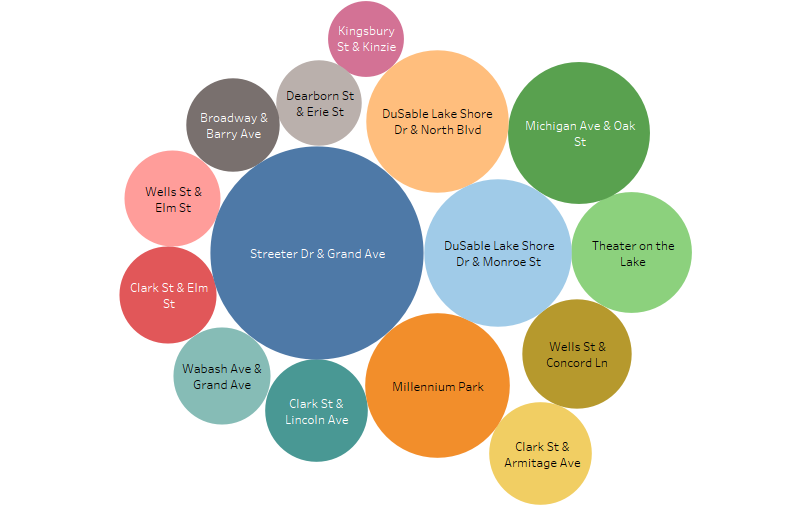 Kingsbury
St & Kinzie
Dearborn St
& Erie St
DuSable Lake Shore
Dr & North Blvd
Michigan Ave & Oak
St
Broadway &
Barry Ave
Wells St &
Elm St
Streeter Dr & Grand Ave
DuSable Lake Shore
Dr & Monroe St
Theater on the
Lake
Clark St & Elm
St
Wells St &
Concord Ln
Wabash Ave &
Grand Ave
Millennium Park
Clark St &
Lincoln Ave
Clark St &
Armitage Ave